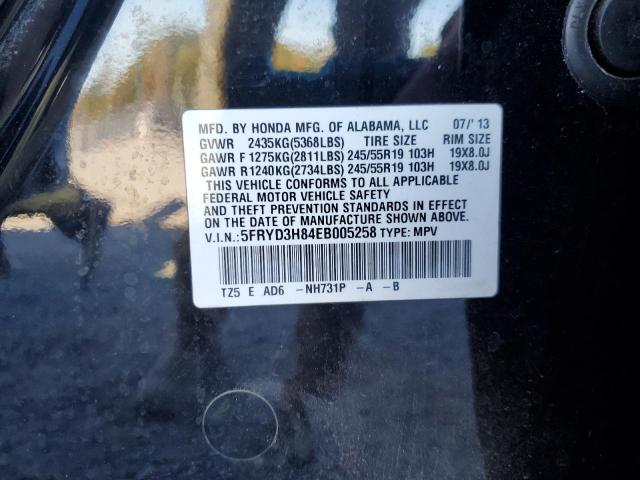 MFD. BY HONDA MFG. OF ALABAMA, LLC 07/'13
GVWR 2435KG(5368LBS) TIRE SIZE RIM SIZE
GAWR F 1275KG(2811LBS) 245/55R19 103H 19X8.0J
GAWR R1240KG(2734LBS) 245/55R19 103H 19X8.0J
THIS VEHICLE CONFORMS TO ALL APPLICABLE
FEDERAL MOTOR VEHICLE SAFETY
AND THEFT PREVENTION STANDARDS IN EFFECT
ON THE DATE OF MANUFACTURE SHOWN ABOVE.
V.I.N.:5FRYD3H84EB005258 TYPE: MPV
TZ5 E AD6 -NH731P -A -B